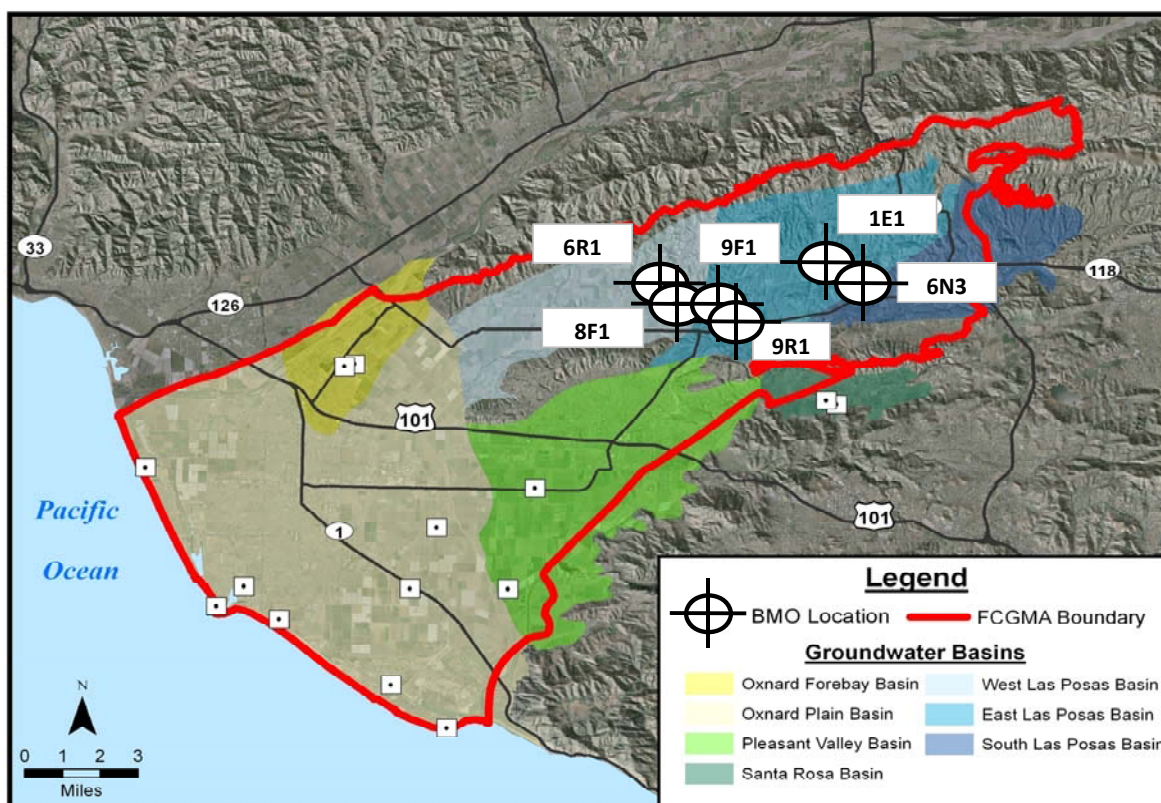 33
126
118
101
101
1
6R1
9F1
1E1
6N3
8F1
9R1
Pacific
Ocean
N
0 1 2 3
Miles
Legend
BMO Location
FCGMA Boundary
Groundwater Basins
Oxnard Forebay Basin
West Las Posas Basin
Oxnard Plain Basin
East Las Posas Basin
Pleasant Valley Basin
South Las Posas Basin
Santa Rosa Basin